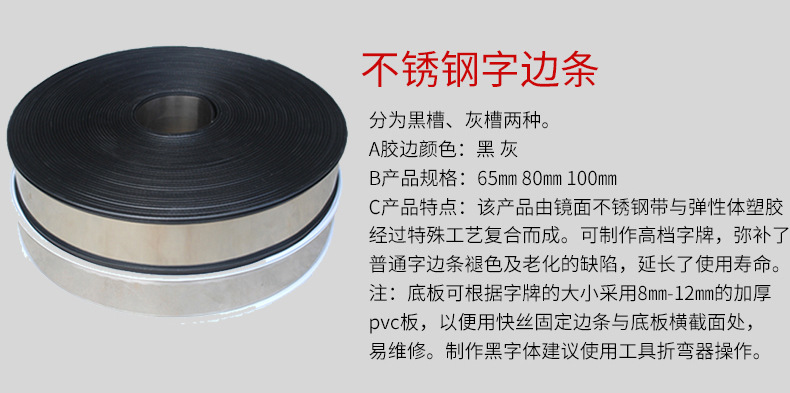 不锈钢字边条
分为黑槽、灰槽两种。
A胶边颜色：黑 灰
B产品规格：65㎜ 80㎜ 100㎜
C产品特点：该产品由镜面不锈钢带与弹性体塑胶
经过特殊工艺复合而成。可制作高档字牌，弥补了
普通字边条褪色及老化的缺陷，延长了使用寿命。
注：底板可根据字牌的大小采用8㎜-12㎜的加厚
pvc板，以便用快丝固定边条与底板横截面处，
易维修。制作黑字体建议使用工具折弯器操作。